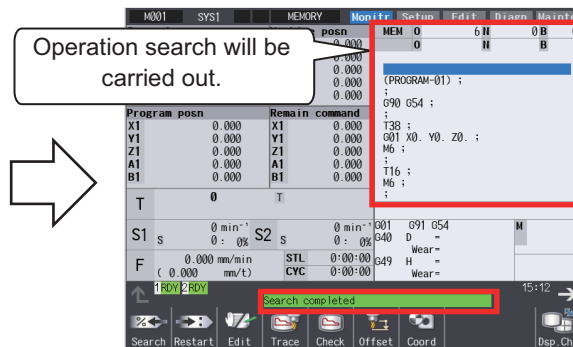 M001 SYS1 MEMORY Monitr Setup Edit Diagn Mainte
Operation search will be
carried out.
posn
0.000
0.000
0.000
0.000
0.000
MEM O 6 N 0 B
O N B
(PROGRAM-01) ;
;
G90 G54 ;
;
T38 ;
G01 X0. Y0. Z0. ;
M6 ;
;
T16 ;
M6 ;
;
Program posn Remain command
X1 0.000 X1 0.000
Y1 0.000 Y1 0.000
Z1 0.000 Z1 0.000
A1 0.000 A1 0.000
B1 0.000 B1 0.000
T 0 T
S1 S 0 min-1 0: 0% S2 S 0 min-1 0: 0%
F 0.000 mm/min
( 0.000 mm/t)
STL 0:00:00
CYC 0:00:00
G01 G91 G54 M
G40 D -
Wear=
G49 H -
Wear=
1RDY 2RDY 15:12
Search completed
Search Restart Edit Trace Check Offset Coord Dsp.Ch